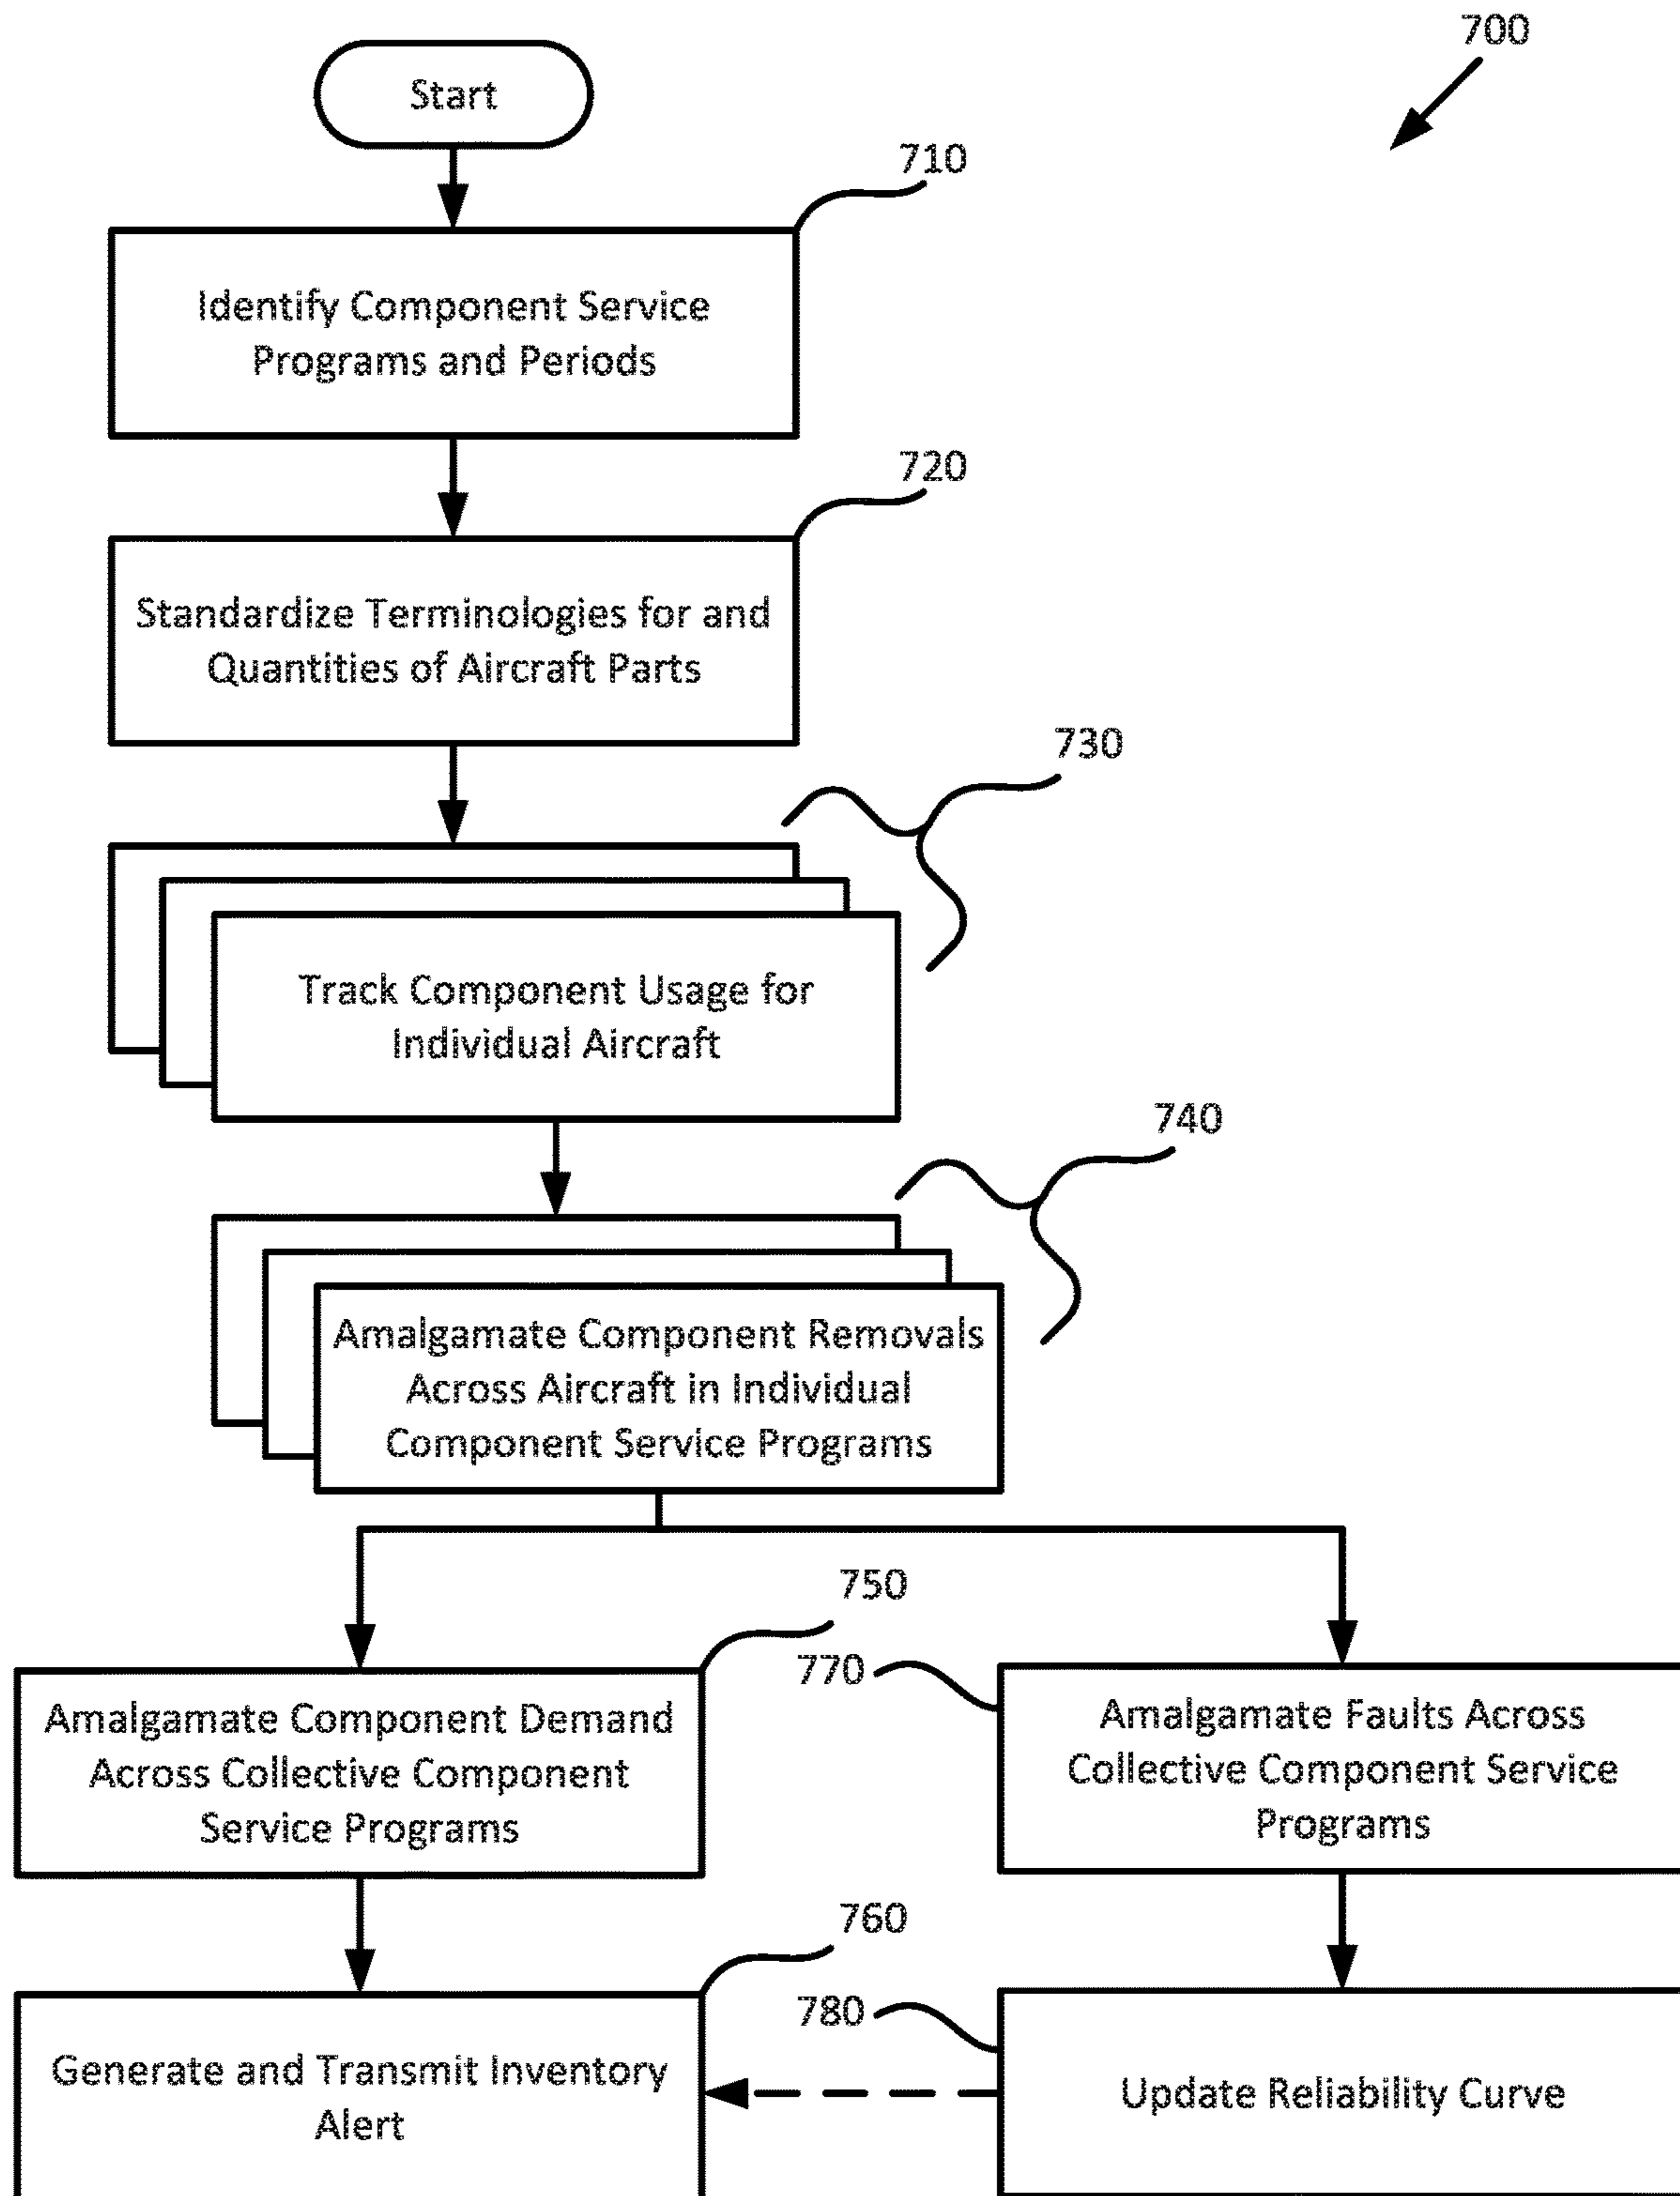 700
Start
710
Identify Component Service
Programs and Periods
720
Standardize Terminologies for and
Quantities of Aircraft Parts
730
Track Component Usage for
Individual Aircraft
740
Amalgamate Component Removals
Across Aircraft in Individual
Component Service Programs
750
Amalgamate Component Demand
Across Collective Component
Service Programs
770
Amalgamate Faults Across
Collective Component Service
Programs
760
Generate and Transmit Inventory
Alert
780
Update Reliability Curve